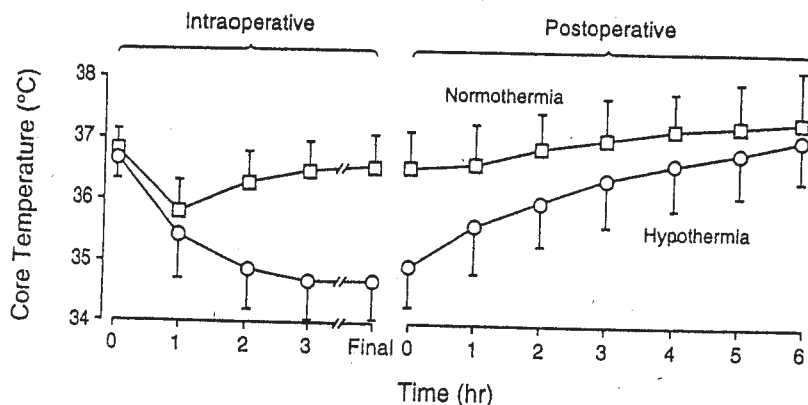 Intraoperative
Postoperative
Core Temperature (°C)
38
37
36
35
34
Normothermia
Hypothermia
0 1 2 3 Final 0 1 2 3 4 5 6
Time (hr)